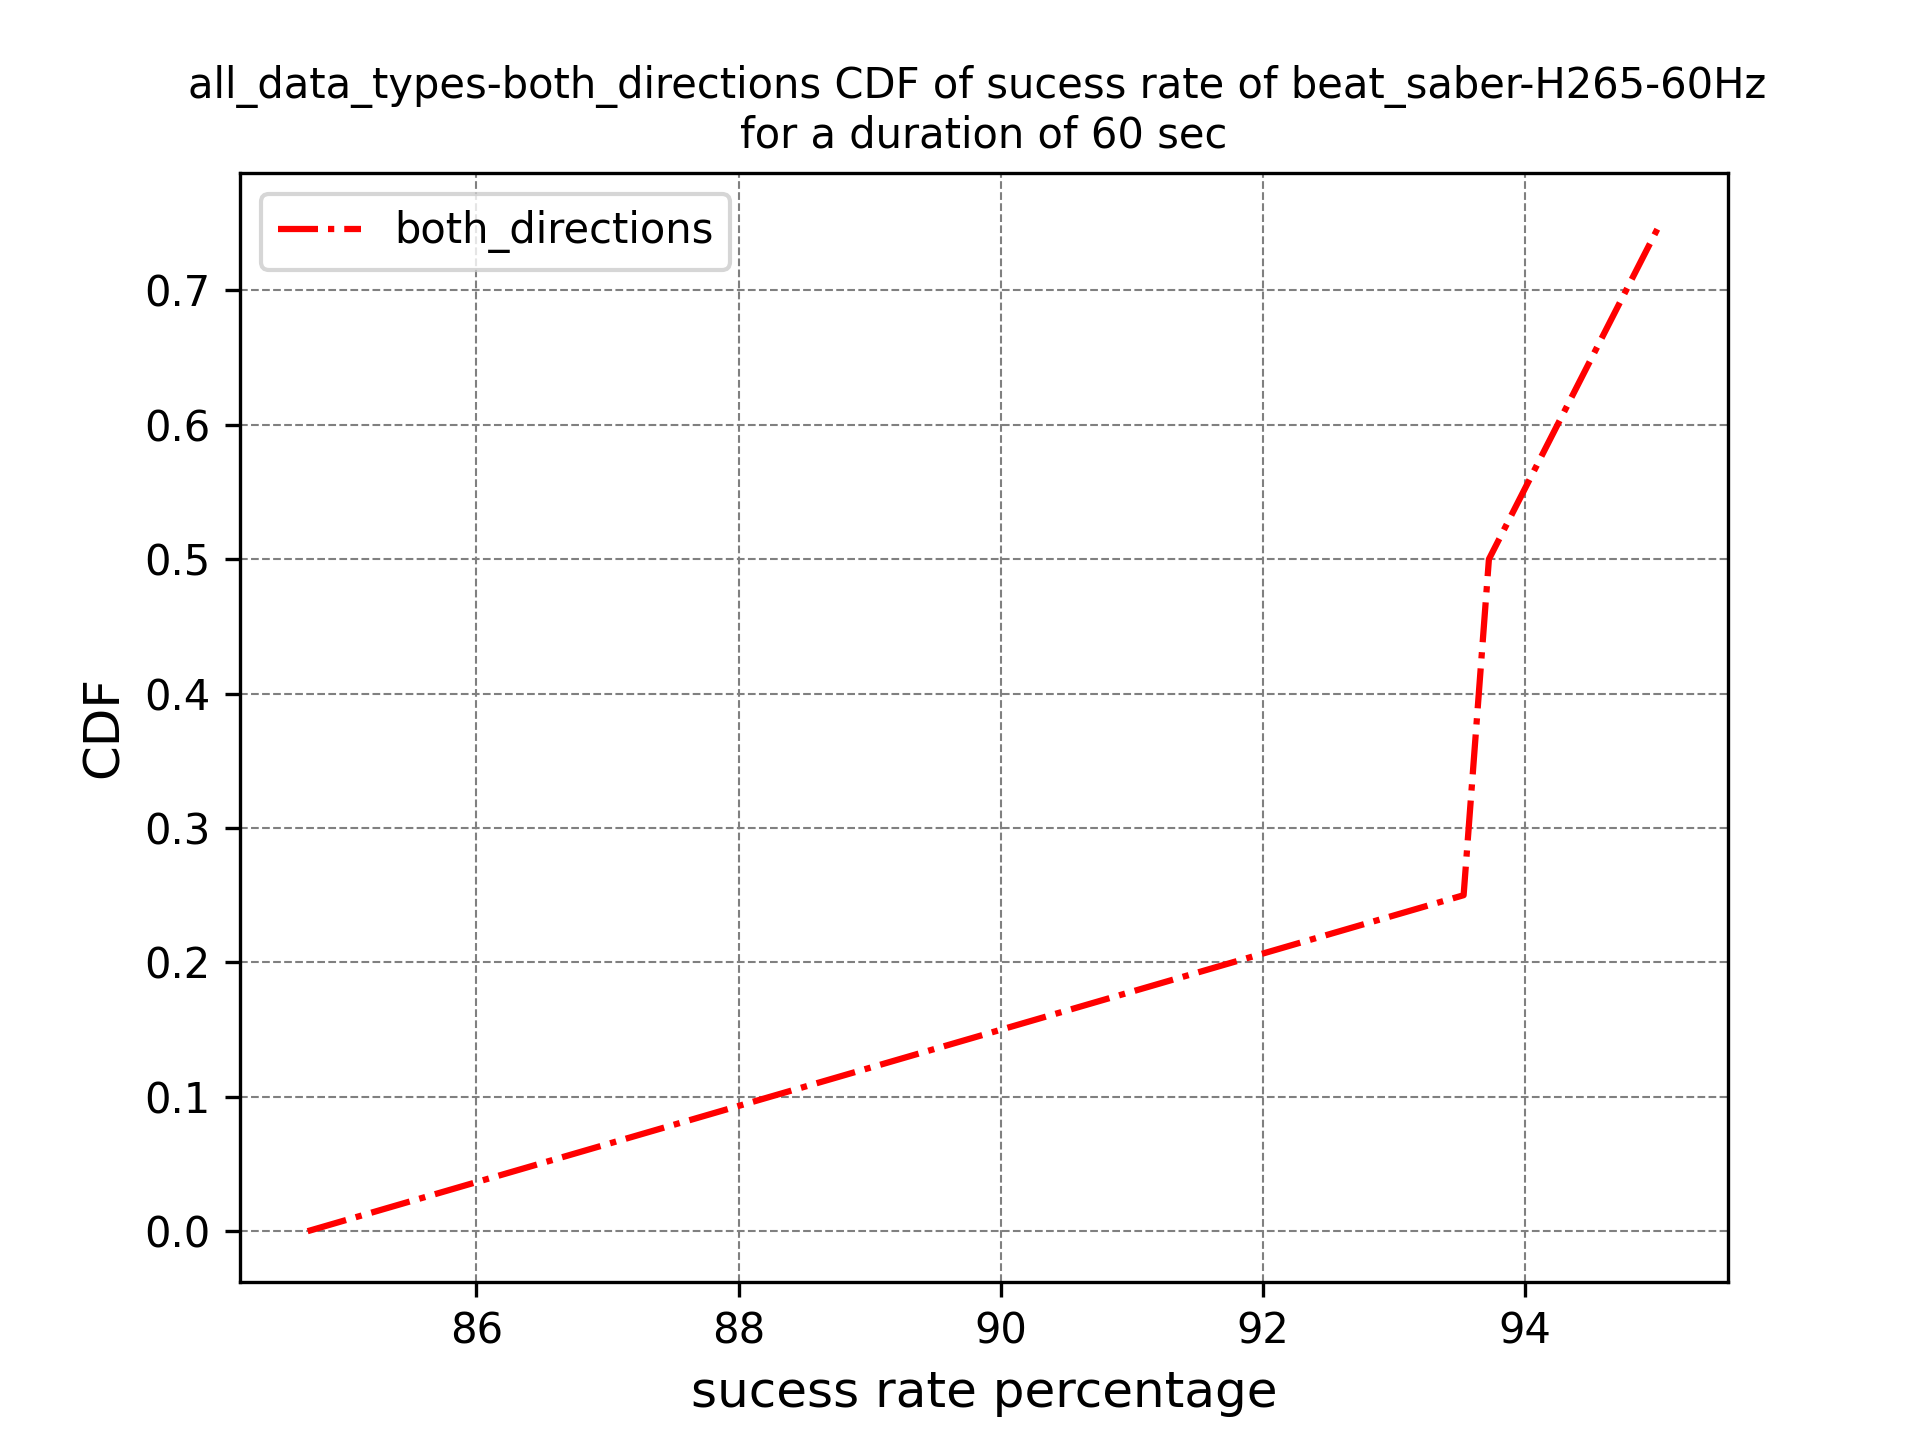 all_data_types-both_directions CDF of sucess rate of beat_saber-H265-60Hz
for a duration of 60 sec
both_directions
0.7
0.6
0.5
0.4
0.3
0.2
0.1
0.0
CDF
86 88 90 92 94
sucess rate percentage